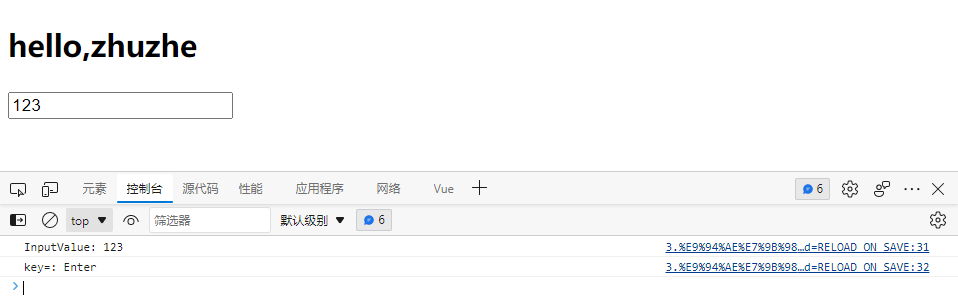 hello,zhuzhe
123
元素 控制台 源代码 性能 应用程序 网络 Vue 6
top 筛选器 默认级别 6
InputValue: 123 3.%E9%94%AE%E7%9B%98…d=RELOAD_ON_SAVE:31
key=: Enter 3.%E9%94%AE%E7%9B%98…d=RELOAD_ON_SAVE:32